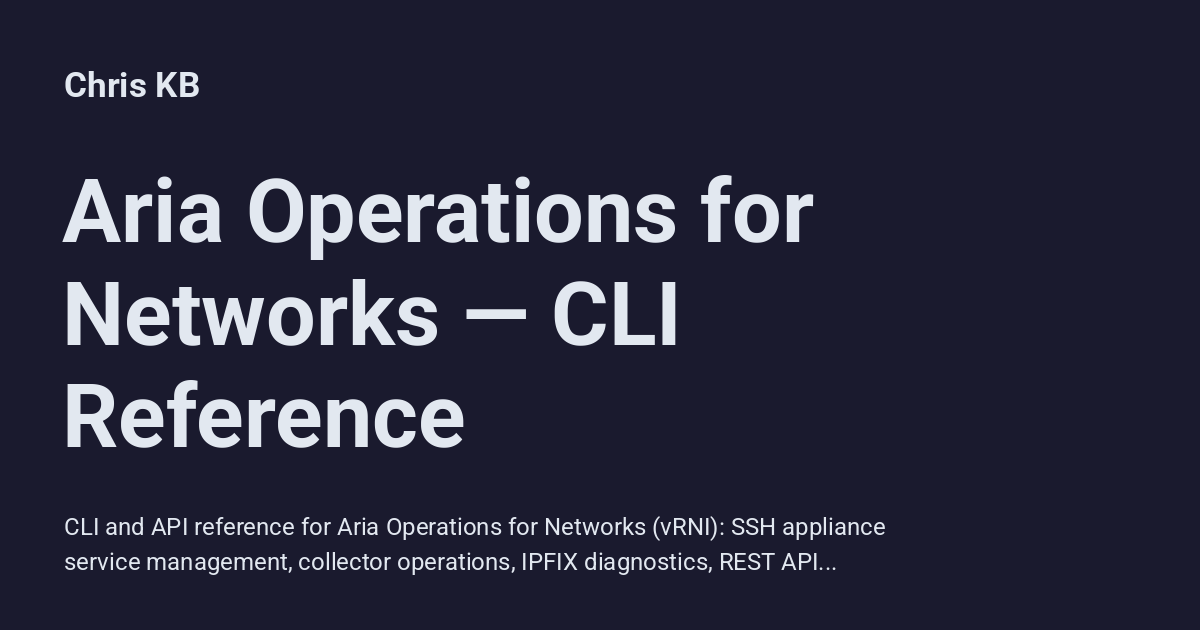 Chris KB
Aria Operations for
Networks — CLI
Reference
CLI and API reference for Aria Operations for Networks (vRNI): SSH appliance
service management, collector operations, IPFIX diagnostics, REST API...